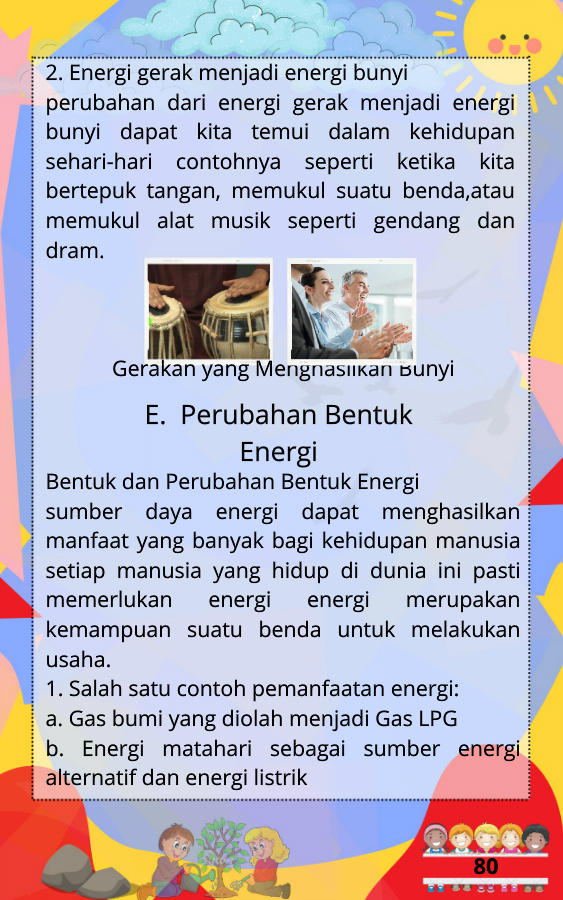 2. Energi gerak menjadi energi bunyi
perubahan dari energi gerak menjadi energi
bunyi dapat kita temui dalam kehidupan
sehari-hari contohnya seperti ketika kita
bertepuk tangan, memukul suatu benda,atau
memukul alat musik seperti gendang dan
dram.
Gerakan yang Menghasilkan Bunyi
E. Perubahan Bentuk
Energi
Bentuk dan Perubahan Bentuk Energi
sumber daya energi dapat menghasilkan
manfaat yang banyak bagi kehidupan manusia
setiap manusia yang hidup di dunia ini pasti
memerlukan energi energi merupakan
kemampuan suatu benda untuk melakukan
usaha.
1. Salah satu contoh pemanfaatan energi:
a. Gas bumi yang diolah menjadi Gas LPG
b. Energi matahari sebagai sumber energi
alternatif dan energi listrik
80